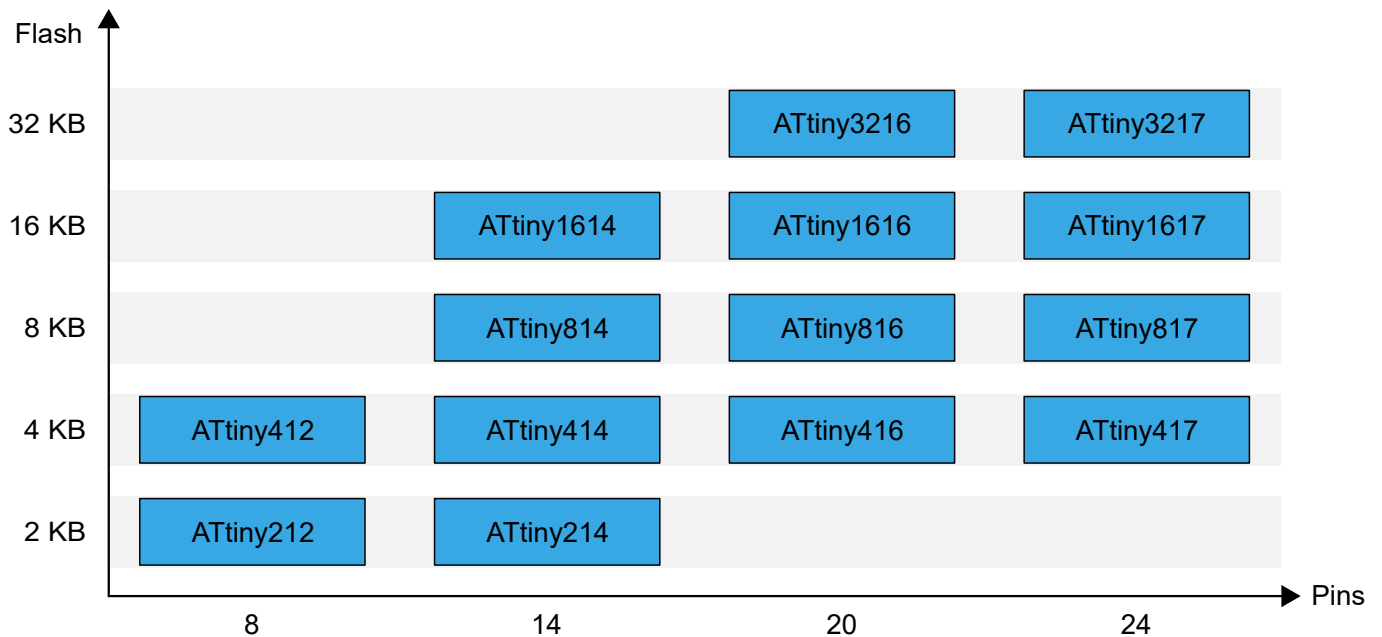 Flash
32 KB ATtiny3216 ATtiny3217
16 KB ATtiny1614 ATtiny1616 ATtiny1617
8 KB ATtiny814 ATtiny816 ATtiny817
4 KB ATtiny412 ATtiny414 ATtiny416 ATtiny417
2 KB ATtiny212 ATtiny214
Pins
8 14 20 24